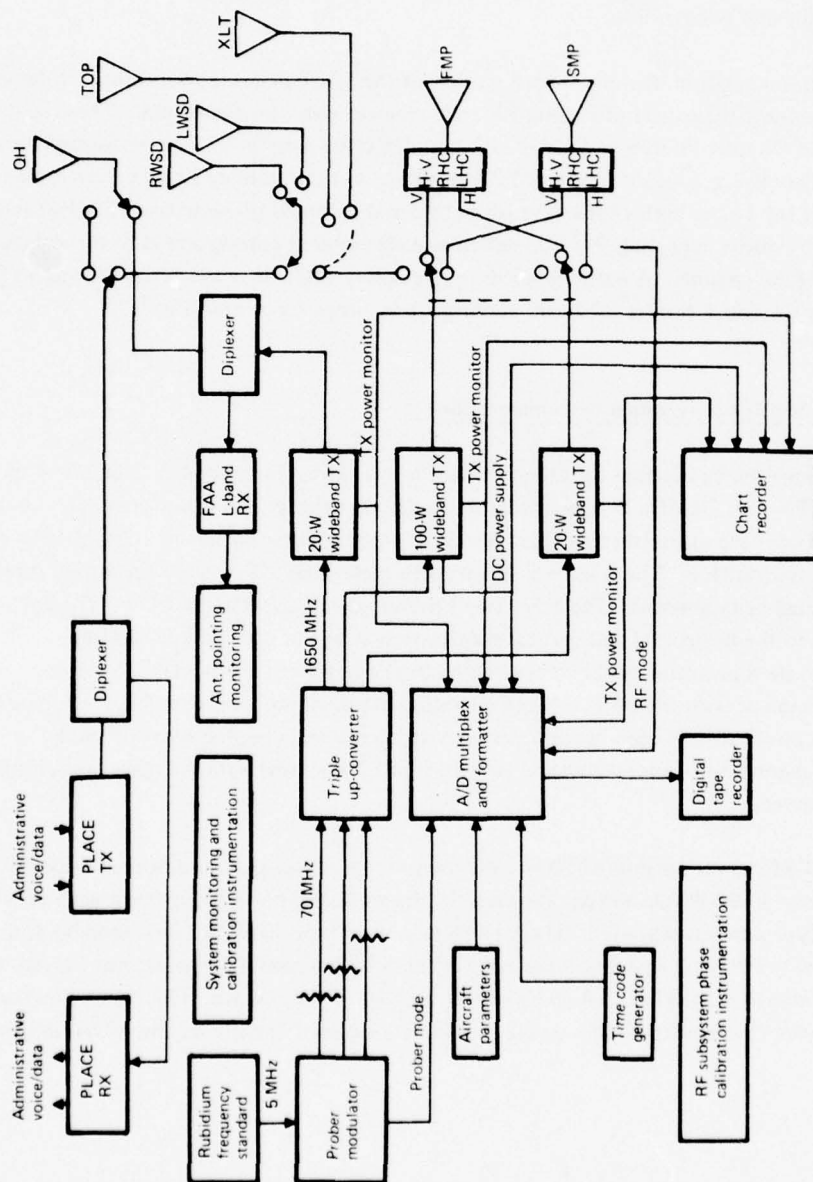 QH
TOP
XLT
LWSD
RWSD
FMP
SMP
V
H-V
RHC
LHC
H
H-V
V
RHC
LHC
H
Administrative
voice/data
PLACE
RX
Administrative
voice/data
PLACE
TX
Diplexer
Diplexer
FAA
L-band
RX
Ant. pointing
monitoring
System monitoring and
calibration instrumentation
Rubidium
frequency
standard
5 MHz
Prober
modulator
70 MHz
Triple
up-converter
1650 MHz
20-W
wideband TX
TX power monitor
100-W
wideband TX
TX power monitor
DC power supply
20-W
wideband TX
Prober mode
A/D multiplex
and formatter
TX power monitor
RF mode
Chart
recorder
Aircraft
parameters
Time code
generator
Digital
tape
recorder
RF subsystem phase
calibration instrumentation